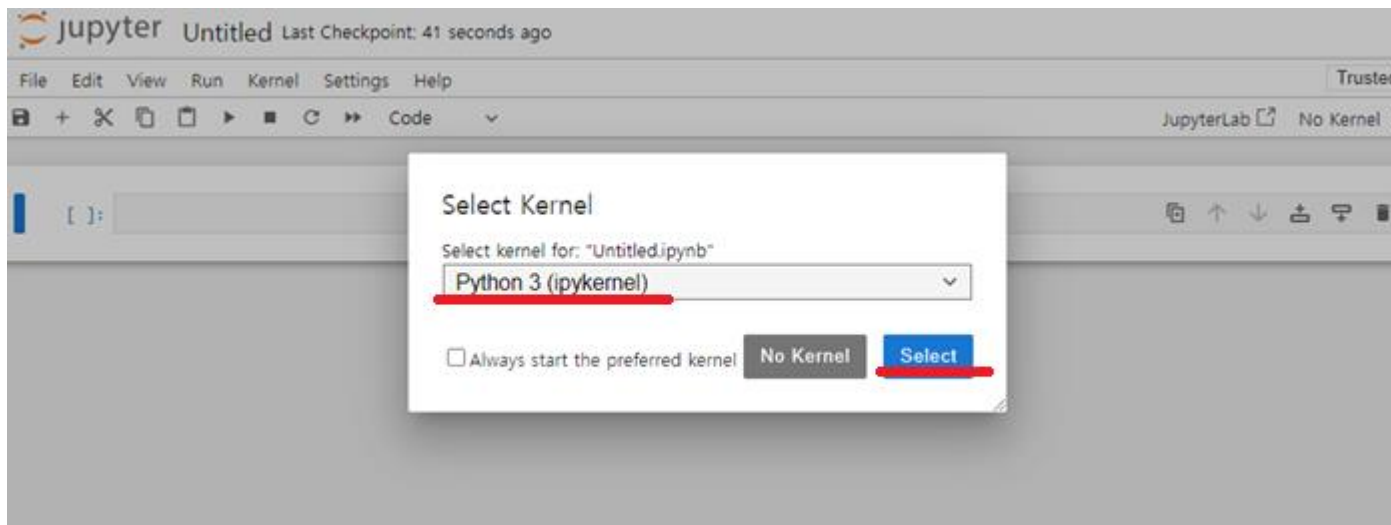 jupyter Untitled Last Checkpoint: 41 seconds ago
File Edit View Run Kernel Settings Help
Code JupyterLab No Kernel
Select Kernel
Select kernel for: "Untitled.ipynb"
Python 3 (ipykernel)
Always start the preferred kernel No Kernel Select
[ ]: